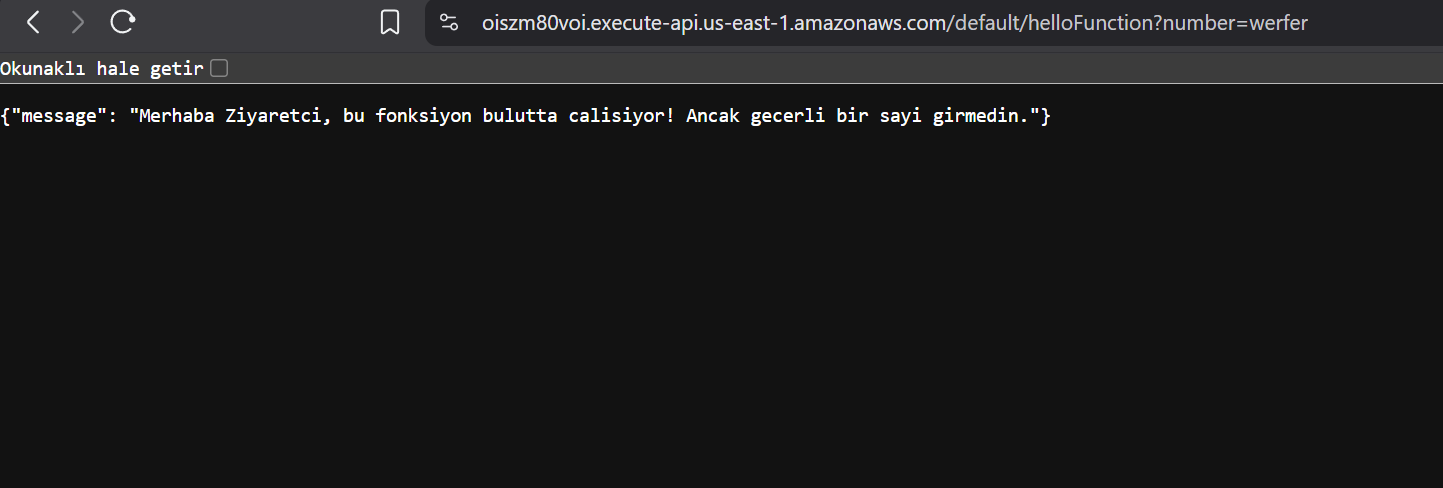 oiszm80voi.execute-api.us-east-1.amazonaws.com/default/helloFunction?number=werfer
Okunaklı hale getir
{"message": "Merhaba Ziyaretci, bu fonksiyon bulutta calisiyor! Ancak gecerli bir sayi girmedin."}